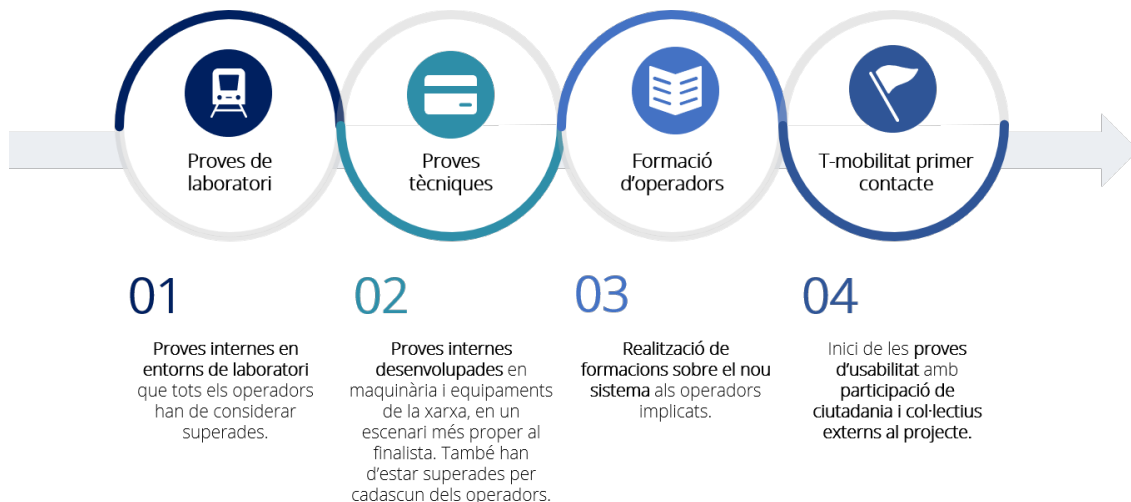 Proves de
laboratori
Proves
tècniques
Formació
d'operadors
T-mobilitat primer
contacte
01
Proves internes en
entorns de laboratori
que tots els operadors
han de considerar
superades.
02
Proves internes
desenvolupades en
maquinària i equipaments
de la xarxa, en un
escenari més proper al
finalista. També han
d'estar superades per
cadascun dels operadors.
03
Realització de
formacions sobre el nou
sistema als operadors
implicats.
04
Inici de les proves
d'usabilitat amb
participació de
ciutadania i col·lectius
externs al projecte.